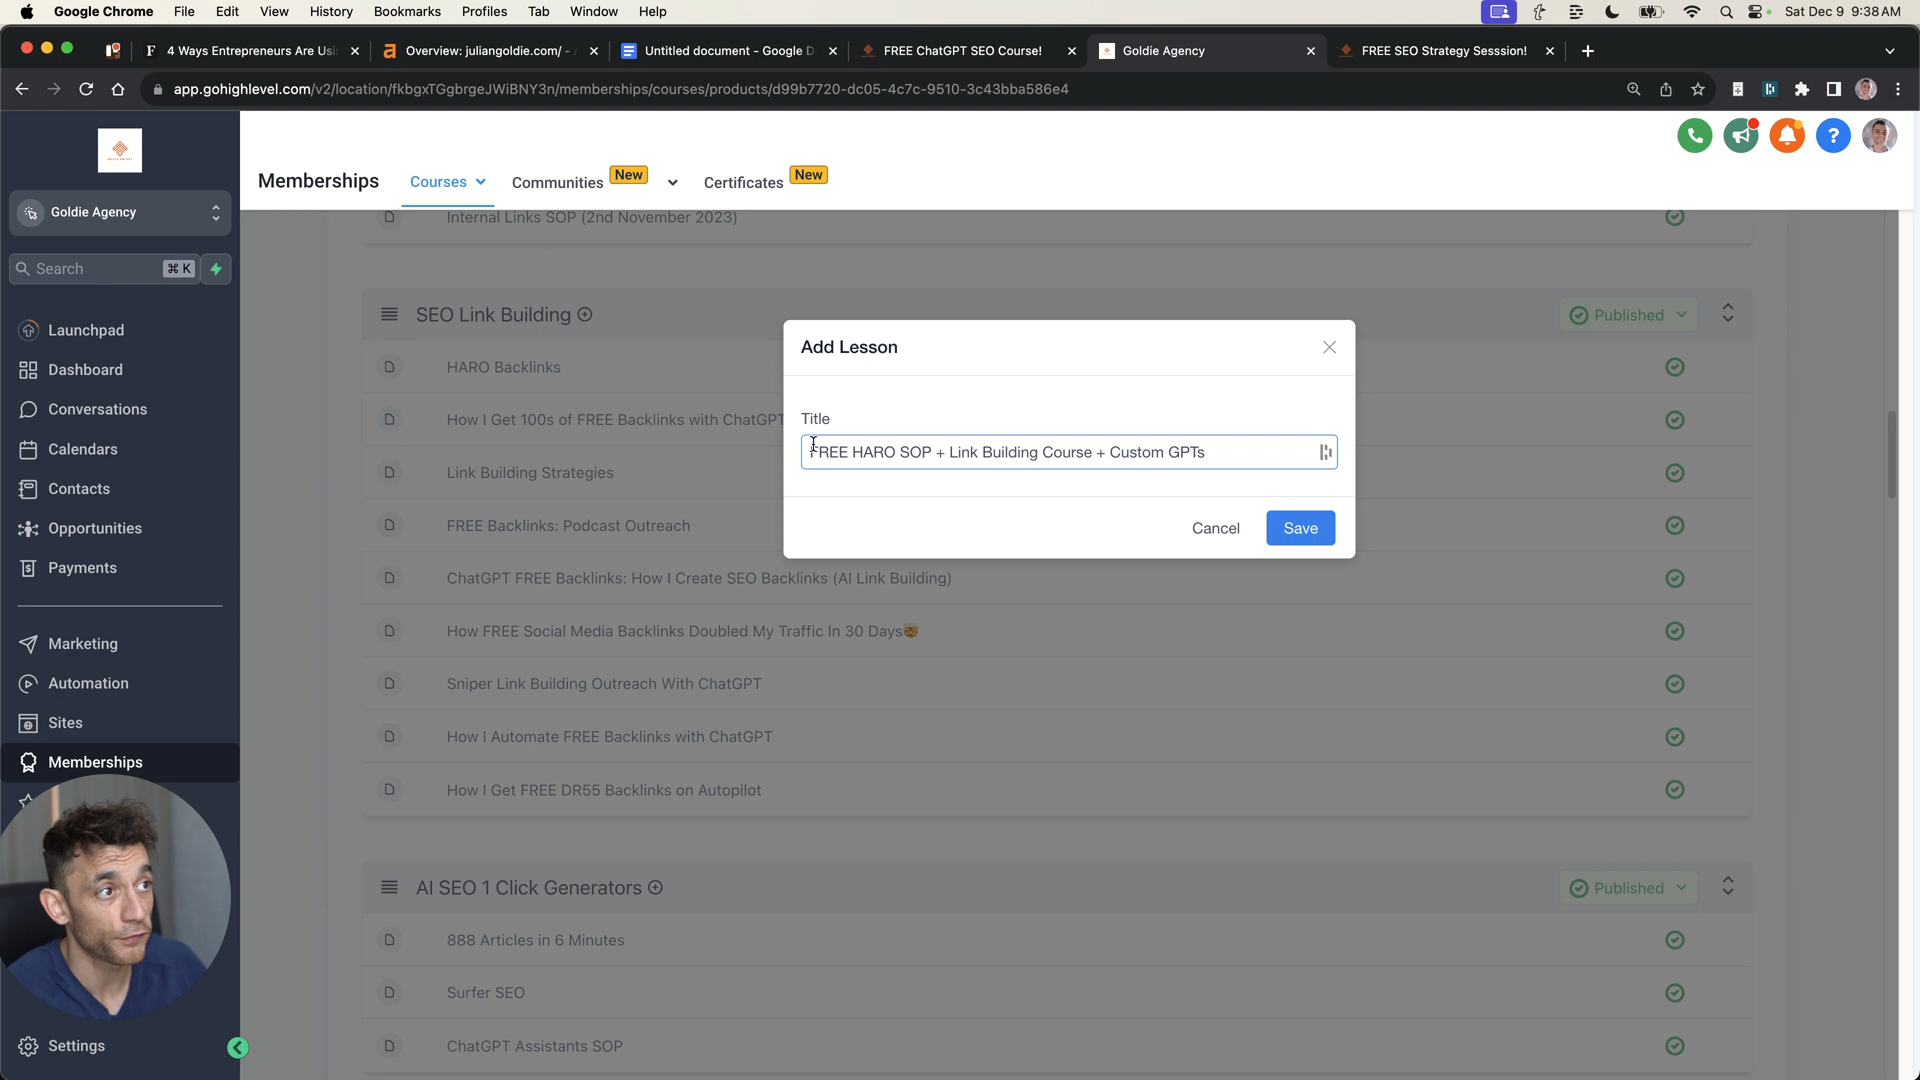 Google Chrome File Edit View History Bookmarks Profiles Tab Window Help Sat Dec 9 9:38 AM
4 Ways Entrepreneurs Are Usi
Overview: juliangoldie.com/ -
Untitled document - Google D
FREE ChatGPT SEO Course!
Goldie Agency
FREE SEO Strategy Sesssion!
app.gohighlevel.com/v2/location/fkbgxTGgbrgeJWiBNY3n/memberships/courses/products/d99b7720-dc05-4c7c-9510-3c43bba586e4
Goldie Agency
Search ⌘ K
Launchpad
Dashboard
Conversations
Calendars
Contacts
Opportunities
Payments
Marketing
Automation
Sites
Memberships
Settings
Memberships Courses Communities New Certificates New
Internal Links SOP (2nd November 2023)
SEO Link Building Published
HARO Backlinks
How I Get 100s of FREE Backlinks with ChatGPT
Link Building Strategies
FREE Backlinks: Podcast Outreach
ChatGPT FREE Backlinks: How I Create SEO Backlinks (AI Link Building)
How FREE Social Media Backlinks Doubled My Traffic In 30 Days🤯
Sniper Link Building Outreach With ChatGPT
How I Automate FREE Backlinks with ChatGPT
How I Get FREE DR55 Backlinks on Autopilot
AI SEO 1 Click Generators Published
888 Articles in 6 Minutes
Surfer SEO
ChatGPT Assistants SOP
Add Lesson
Title
FREE HARO SOP + Link Building Course + Custom GPTs
Cancel Save